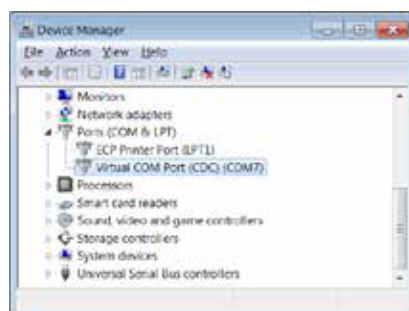 Device Manager
File Action View Help
Monitors
Network adapters
Ports (COM & LPT)
ECP Printer Port (LPT1)
Virtual COM Port (CDC) (COM7)
Processors
Smart card readers
Sound, video and game controllers
Storage controllers
System devices
Universal Serial Bus controllers